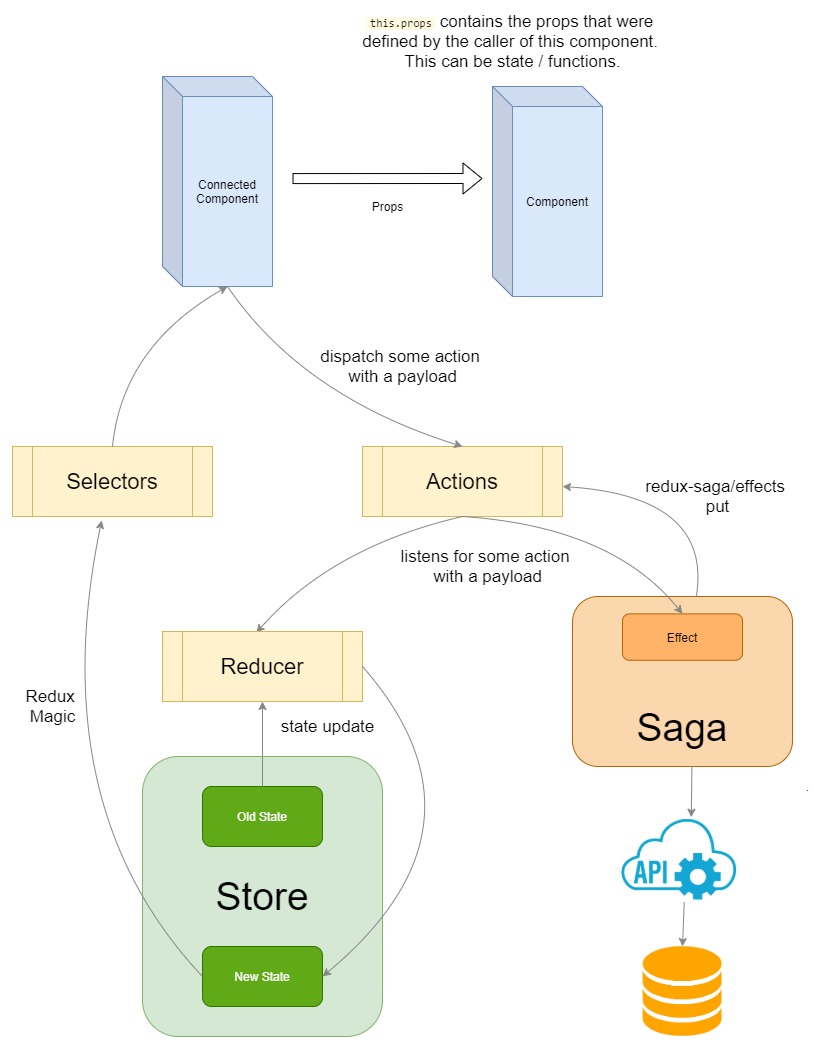 this.props contains the props that were
defined by the caller of this component.
This can be state / functions.
Connected
Component
Props
Component
dispatch some action
with a payload
Selectors
Actions
redux-saga/effects
put
listens for some action
with a payload
Effect
Reducer
Redux
Magic
state update
Saga
Old State
API
Store
New State